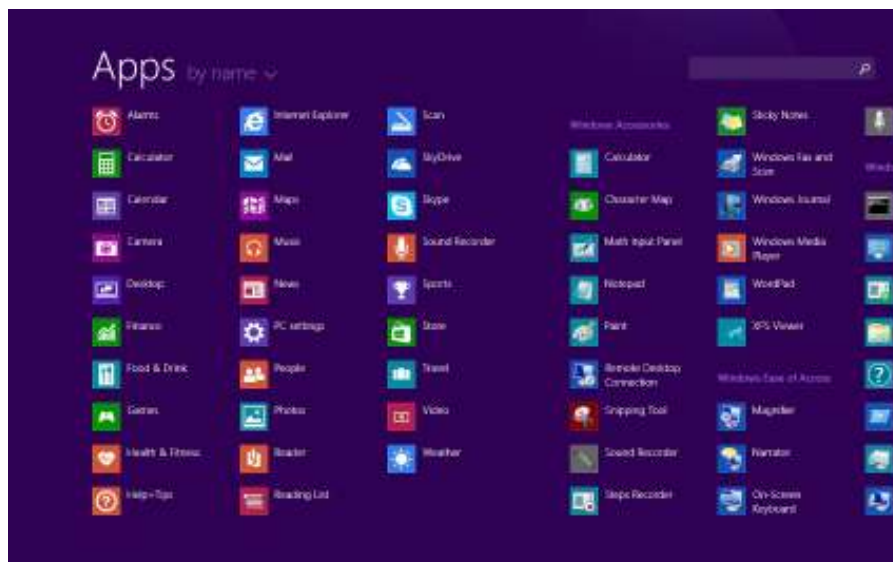 Apps by name
Alarms
Calculator
Calendar
Camera
Desktop
Finance
Food & Drink
Games
Health & Fitness
Help+Tips
Internet Explorer
Mail
Maps
Music
News
PC settings
People
Photos
Reader
Reading List
Scan
SkyDrive
Skype
Sound Recorder
Sports
Store
Travel
Video
Weather
Windows Accessories
Calculator
Character Map
Math Input Panel
Notepad
Paint
Remote Desktop
Connection
Snipping Tool
Sound Recorder
Steps Recorder
Sticky Notes
Windows Fax and
Scan
Windows Journal
Windows Media
Player
WordPad
XPS Viewer
Windows Ease of Access
Magnifier
Narrator
On-Screen
Keyboard